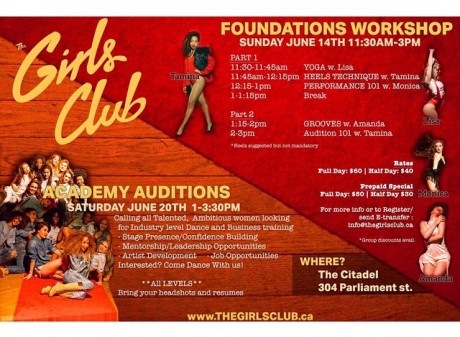 The
Girls
Club
FOUNDATIONS WORKSHOP
SUNDAY JUNE 14TH 11:30AM-3PM
PART 1
11:30-11:45am YOGA w. Lisa
11:45am-12:15pm HEELS TECHNIQUE w. Tamina
12:15-1pm PERFORMANCE 101 w. Monica
1-1:15pm Break
Part 2
1:15-2pm GROOVES w. Amanda
2-3pm Audition 101 w. Tamina
*Heels suggested but not mandatory
Tamina
Lisa
Monica
Amanda
Rates
Full Day: $60 | Half Day: $40
Prepaid Special
Full Day: $50 | Half Day $30
For more info or to Register/
send E-transfer :
info@thegirlsclub.ca
*Group discounts avail.
ACADEMY AUDITIONS
SATURDAY JUNE 20TH 1-3:30PM
Calling all Talented, Ambitious women looking
for Industry level Dance and Business training
- Stage Presence/Confidence Building
- Mentorship/Leadership Opportunities
- Artist Development - Job Opportunities
Interested? Come Dance With us!
**All LEVELS**
Bring your headshots and resumes
WHERE?
The Citadel
304 Parliament st.
www.THEGIRLSCLUB.ca